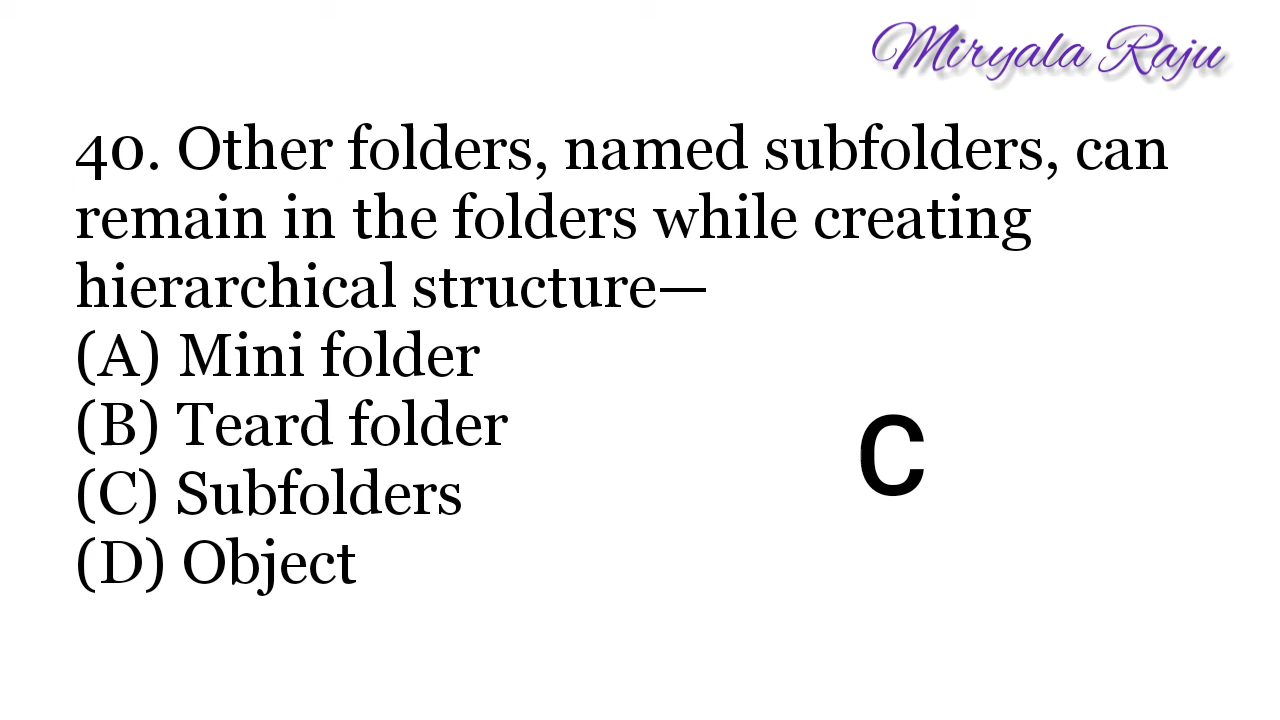 Miryala Raju
40. Other folders, named subfolders, can
remain in the folders while creating
hierarchical structure—
(A) Mini folder
(B) Teard folder
(C) Subfolders
(D) Object
C